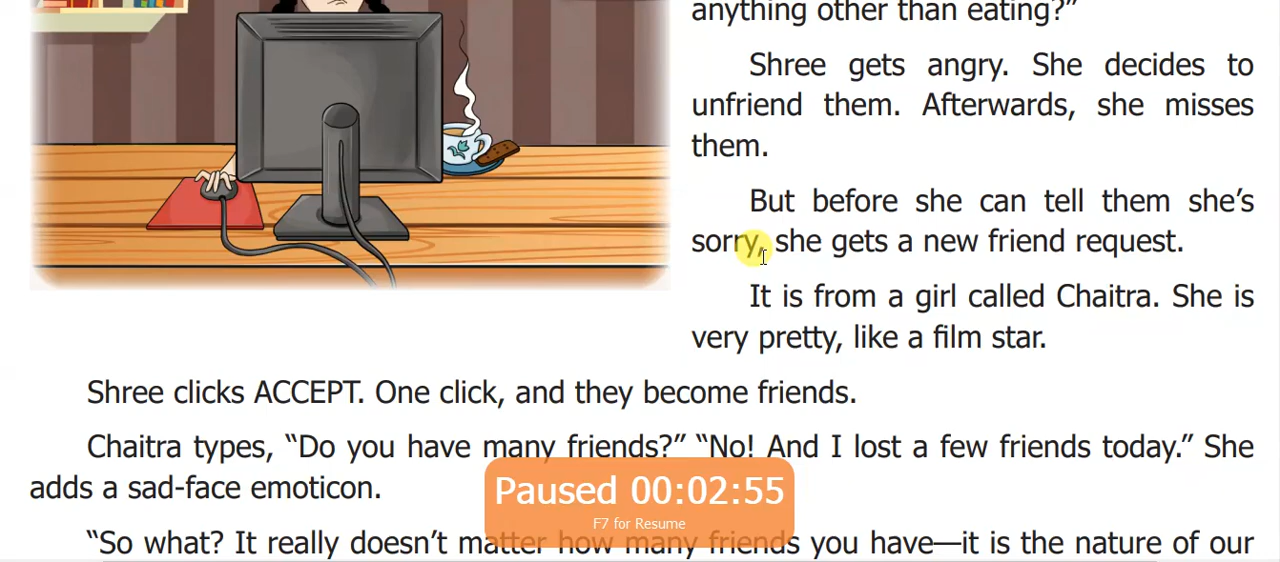 anything other than eating?”
Shree gets angry. She decides to
unfriend them. Afterwards, she misses
them.
But before she can tell them she’s
sorry, she gets a new friend request.
It is from a girl called Chaitra. She is
very pretty, like a film star.
Shree clicks ACCEPT. One click, and they become friends.
Chaitra types, “Do you have many friends?” “No! And I lost a few friends today.” She
adds a sad-face emoticon.
Paused 00:02:55
F7 for Resume
“So what? It really doesn’t matter how many friends you have—it is the nature of our